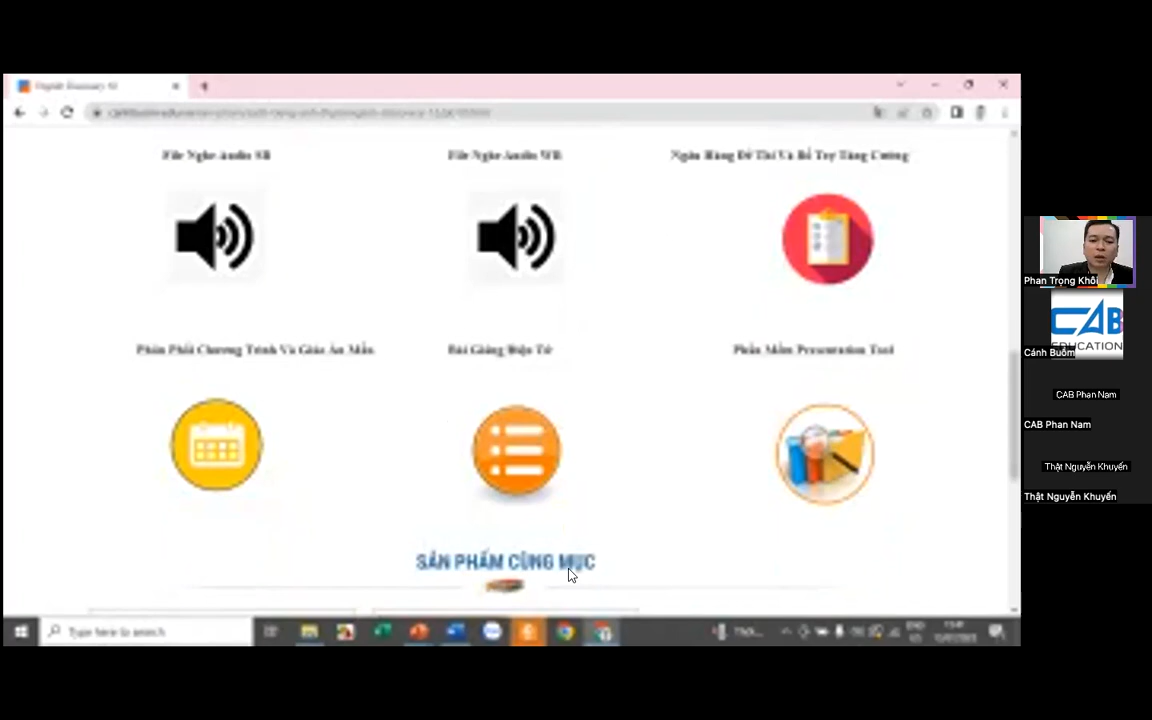 File Nghe Audio SB
File Nghe Audio WB
Ngân Hàng Đề Thi Và Bổ Trợ Tăng Cường
Phân Phối Chương Trình Và Giáo Án Mẫu
Bài Giảng Điện Tử
Phần Mềm Presentation Tool
SẢN PHẨM CÙNG MỤC
Type here to search
Phan Trọng Khôi
CAB
EDUCATION
Cánh Buồm
CAB Phan Nam
CAB Phan Nam
Thật Nguyễn Khuyến
Thật Nguyễn Khuyến